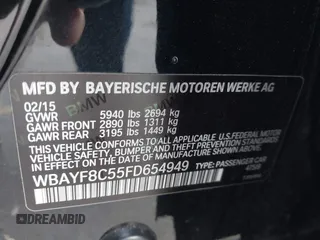 MFD BY BAYERISCHE MOTOREN WERKE AG
02/15
GVWR 5940 lbs 2694 kg
GAWR FRONT 2890 lbs 1311 kg
GAWR REAR 3195 lbs 1449 kg
THIS VEHICLE CONFORMS TO ALL APPLICABLE
U.S. FEDERAL MOTOR VEHICLE SAFETY, BUMPER, AND
THEFT PREVENTION STANDARDS IN EFFECT ON THE
DATE OF MANUFACTURE SHOWN ABOVE.
WBAYF8C55FD654949 TYPE: PASSENGER CAR
BMW
BIDAMERICAN